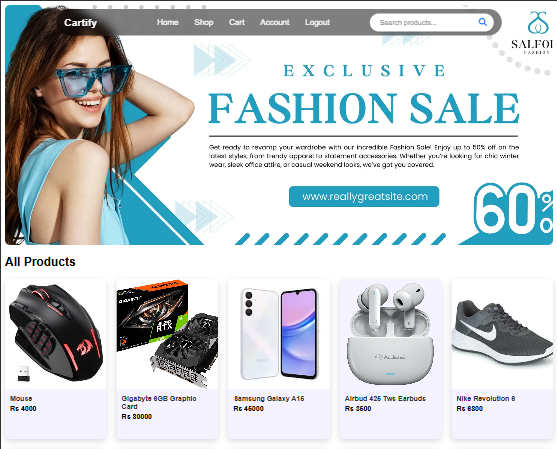 Cartify Home Shop Cart Account Logout Search products...
SALFOI
FASHION
EXCLUSIVE
FASHION SALE
Get ready to revamp your wardrobe with our incredible Fashion Sale! Enjoy up to 50% off on the
latest styles, from trendy apparel to statement accessories. Whether you're looking for chic winter
wear, sleek office attire, or casual weekend looks, we've got you covered.
www.reallygreatsite.com
60%
All Products
Mouse
Rs 4000
Gigabyte 6GB Graphic
Card
Rs 80000
Samsung Galaxy A15
Rs 45000
Airbud 425 Tws Earbuds
Rs 3500
Nike Revolution 6
Rs 6800